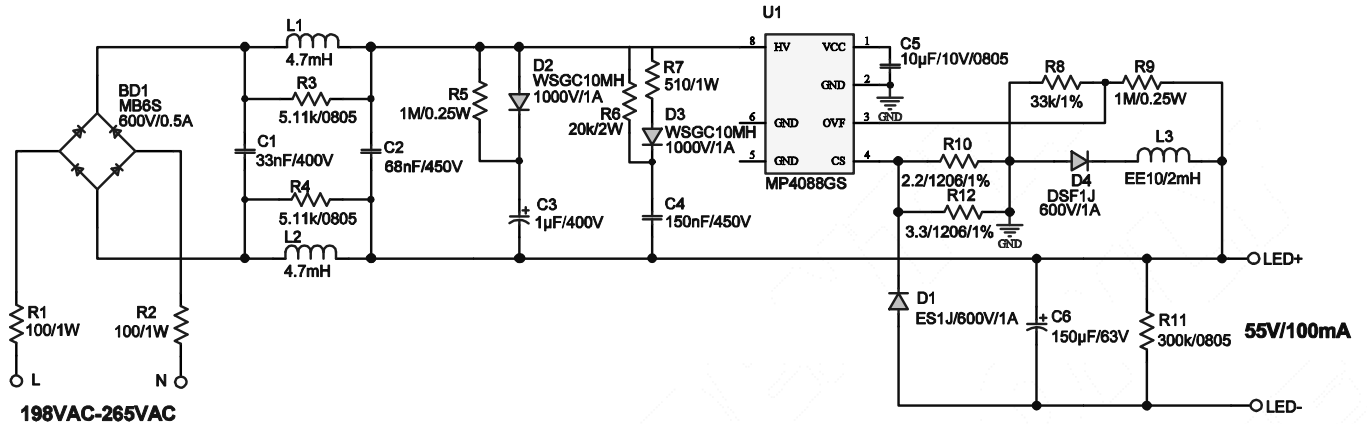 U1
L1
4.7mH
8
HV
VCC
1
C5
10µF/10V/0805
BD1
MB6S
600V/0.5A
R3
5.11k/0805
R5
1M/0.25W
D2
WSGC10MH
1000V/1A
R7
510/1W
R6
20k/2W
D3
WSGC10MH
1000V/1A
GND
2
GND
R8
33k/1%
R9
1M/0.25W
6
GND
OVF
3
5
GND
CS
4
MP4088GS
C1
33nF/400V
C2
68nF/450V
R4
5.11k/0805
L2
4.7mH
C3
1µF/400V
C4
150nF/450V
R10
2.2/1206/1%
R12
3.3/1206/1%
GND
D4
DSF1J
600V/1A
L3
EE10/2mH
LED+
R1
100/1W
R2
100/1W
D1
ES1J/600V/1A
+
C6
150µF/63V
R11
300k/0805
55V/100mA
L
N
LED-
198VAC-265VAC